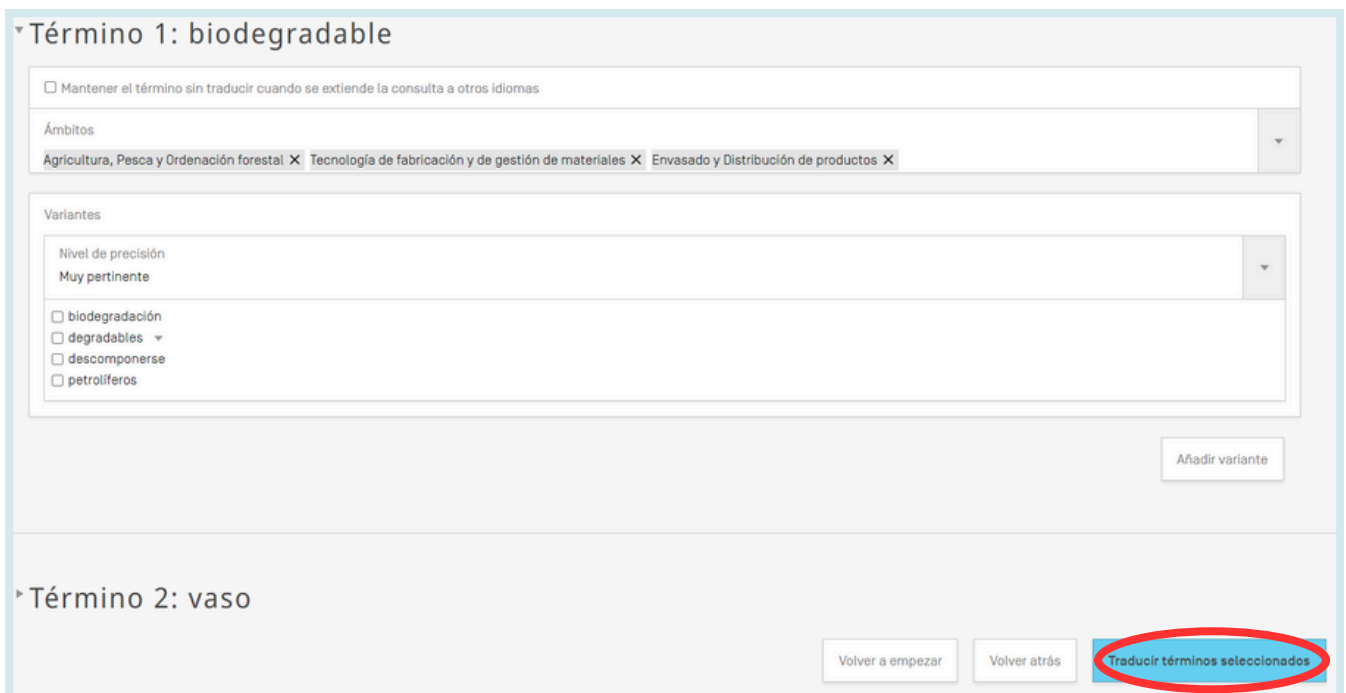 Término 1: biodegradable
Mantener el término sin traducir cuando se extiende la consulta a otros idiomas
Ámbitos
Agricultura, Pesca y Ordenación forestal X Tecnología de fabricación y de gestión de materiales X Envasado y Distribución de productos X
Variantes
Nivel de precisión
Muy pertinente
biodegradación
degradables
descomponerse
petrolíferos
Añadir variante
Término 2: vaso
Volver a empezar Volver atrás Traducir términos seleccionados